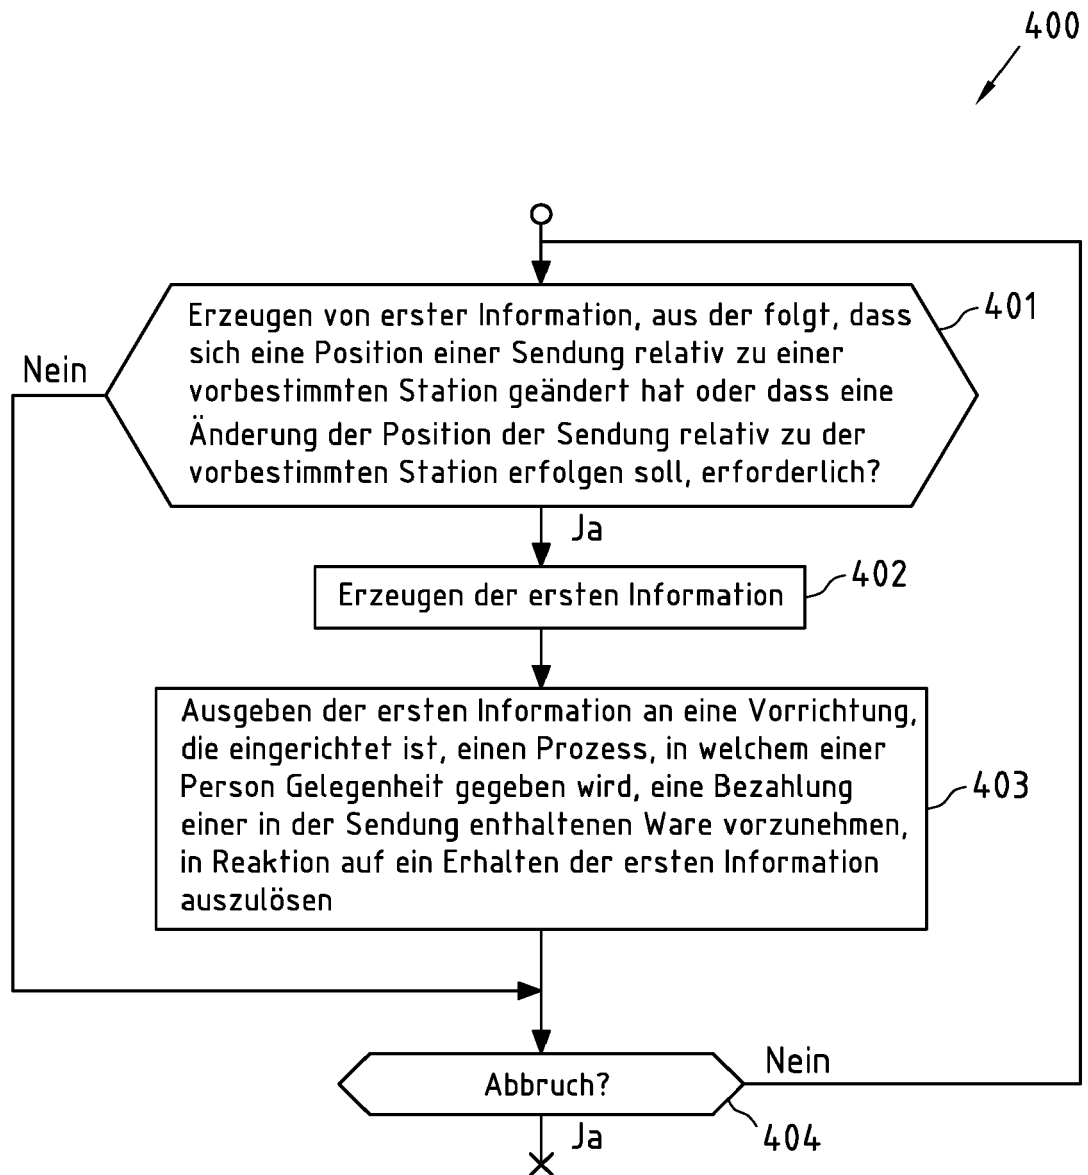 400
Erzeugen von erster Information, aus der folgt, dass
sich eine Position einer Sendung relativ zu einer
vorbestimmten Station geändert hat oder dass eine
Änderung der Position der Sendung relativ zu der
vorbestimmten Station erfolgen soll, erforderlich?
401
Nein
Ja
Erzeugen der ersten Information
402
Ausgeben der ersten Information an eine Vorrichtung,
die eingerichtet ist, einen Prozess, in welchem einer
Person Gelegenheit gegeben wird, eine Bezahlung
einer in der Sendung enthaltenen Ware vorzunehmen,
in Reaktion auf ein Erhalten der ersten Information
auszulösen
403
Abbruch?
Nein
404
Ja